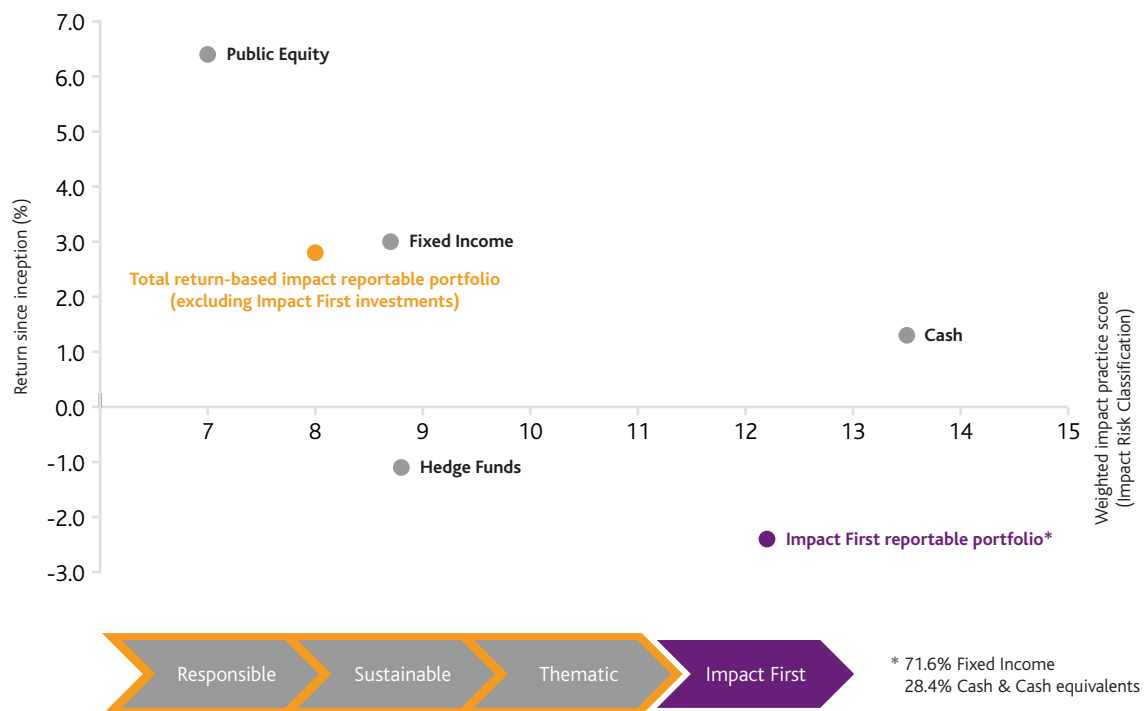 7.0
Public Equity
6.0
5.0
4.0
Return since inception (%)
3.0
Fixed Income
Total return-based impact reportable portfolio
(excluding Impact First investments)
2.0
1.0
Cash
0.0
7 8 9 10 11 12 13 14 15
Weighted impact practice score
(Impact Risk Classification)
-1.0
Hedge Funds
-2.0
Impact First reportable portfolio*
-3.0
Responsible
Sustainable
Thematic
Impact First
* 71.6% Fixed Income
28.4% Cash & Cash equivalents